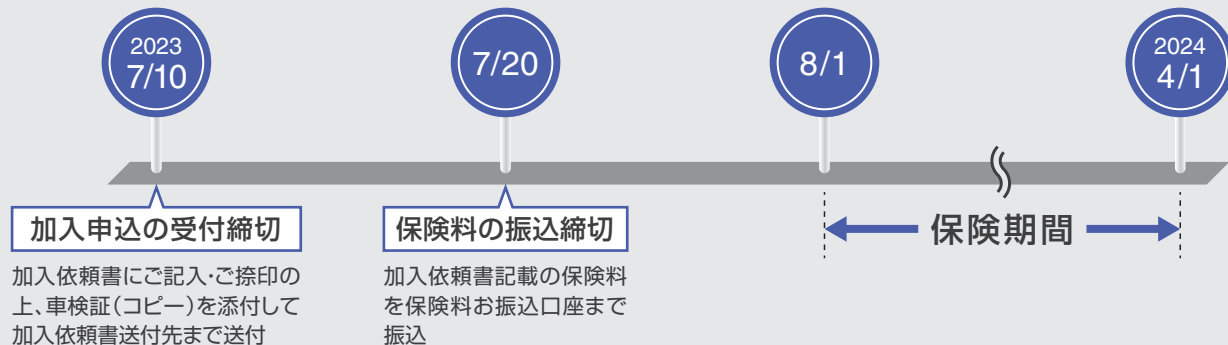 2023
7/10
7/20
8/1
2024
4/1
加入申込の受付締切
加入依頼書にご記入・ご捺印の
上、車検証（コピー）を添付して
加入依頼書送付先まで送付
保険料の振込締切
加入依頼書記載の保険料
を保険料お振込口座まで
振込
保険期間